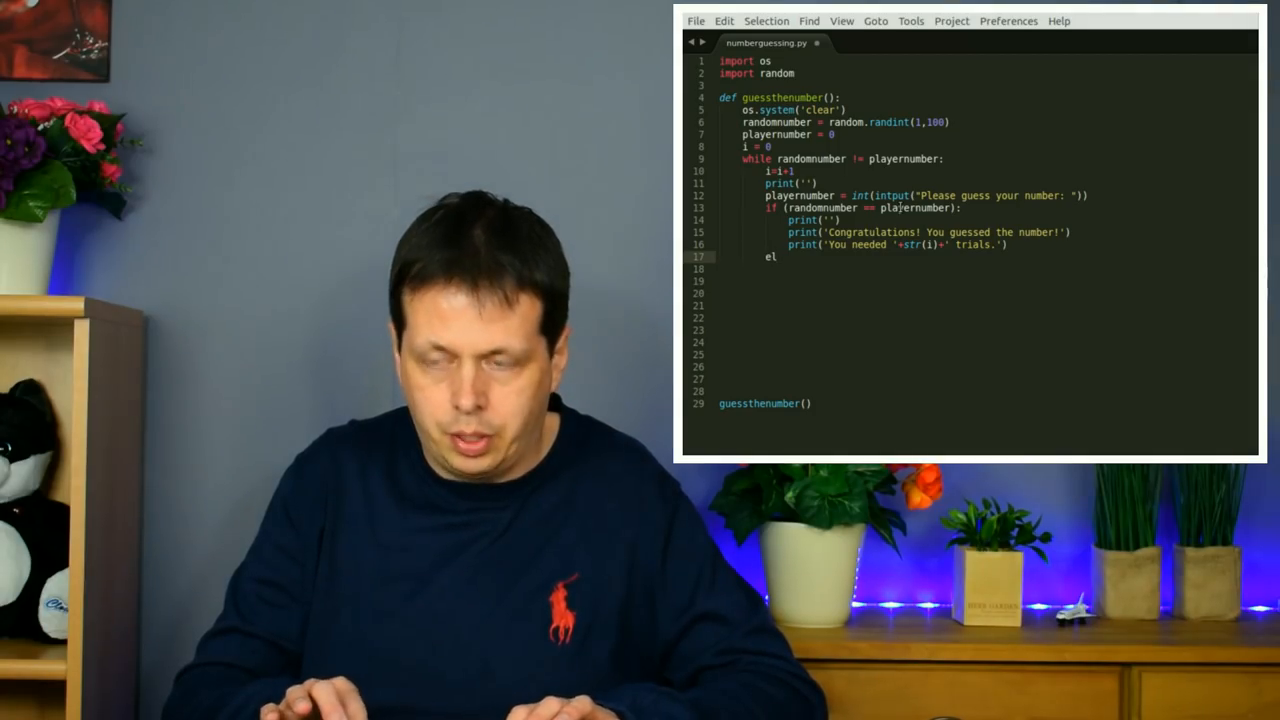 File Edit Selection Find View Goto Tools Project Preferences Help
numberguessing.py
1 import os
2 import random
3
4 def guessthenumber():
5 os.system('clear')
6 randomnumber = random.randint(1,100)
7 playernumber = 0
8 i = 0
9 while randomnumber != playernumber:
10 i=i+1
11 print('')
12 playernumber = int(intput("Please guess your number: "))
13 if (randomnumber == playernumber):
14 print('')
15 print('Congratulations! You guessed the number!')
16 print('You needed '+str(i)+' trials.')
17 el
18
19
20
21
22
23
24
25
26
27
28
29 guessthenumber()
HERB GARDEN